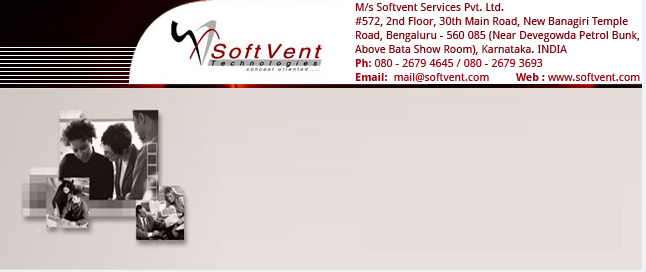 SoftVent
Technologies
concept oriented....
M/s Softvent Services Pvt. Ltd.
#572, 2nd Floor, 30th Main Road, New Banagiri Temple
Road, Bengaluru - 560 085 (Near Devegowda Petrol Bunk,
Above Bata Show Room), Karnataka. INDIA
Ph: 080 - 2679 4645 / 080 - 2679 3693
Email: mail@softvent.com Web : www.softvent.com